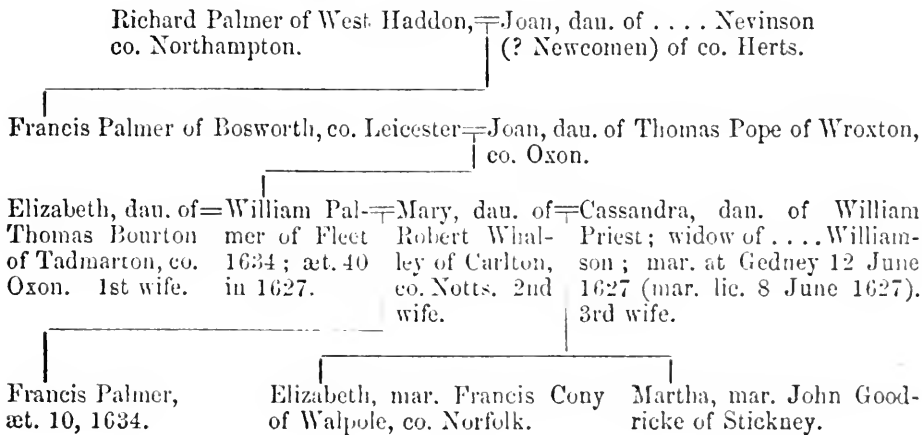 Richard Palmer of West Haddon,
co. Northampton.
Joan, dau. of . . . . Nevinson
(? Newcomen) of co. Herts.
Francis Palmer of Bosworth, co. Leicester
Joan, dau. of Thomas Pope of Wroxton,
co. Oxon.
Elizabeth, dau. of
Thomas Bourton
of Tadmarton, co.
Oxon. 1st wife.
William Pal-
mer of Fleet
1634 ; æt. 40
in 1627.
Mary, dau. of
Robert Whal-
ley of Carlton,
co. Notts. 2nd
wife.
Cassandra, dau. of William
Priest ; widow of . . . . William-
son ; mar. at Gedney 12 June
1627 (mar. lic. 8 June 1627).
3rd wife.
Francis Palmer,
æt. 10, 1634.
Elizabeth, mar. Francis Cony
of Walpole, co. Norfolk.
Martha, mar. John Good-
ricke of Stickney.